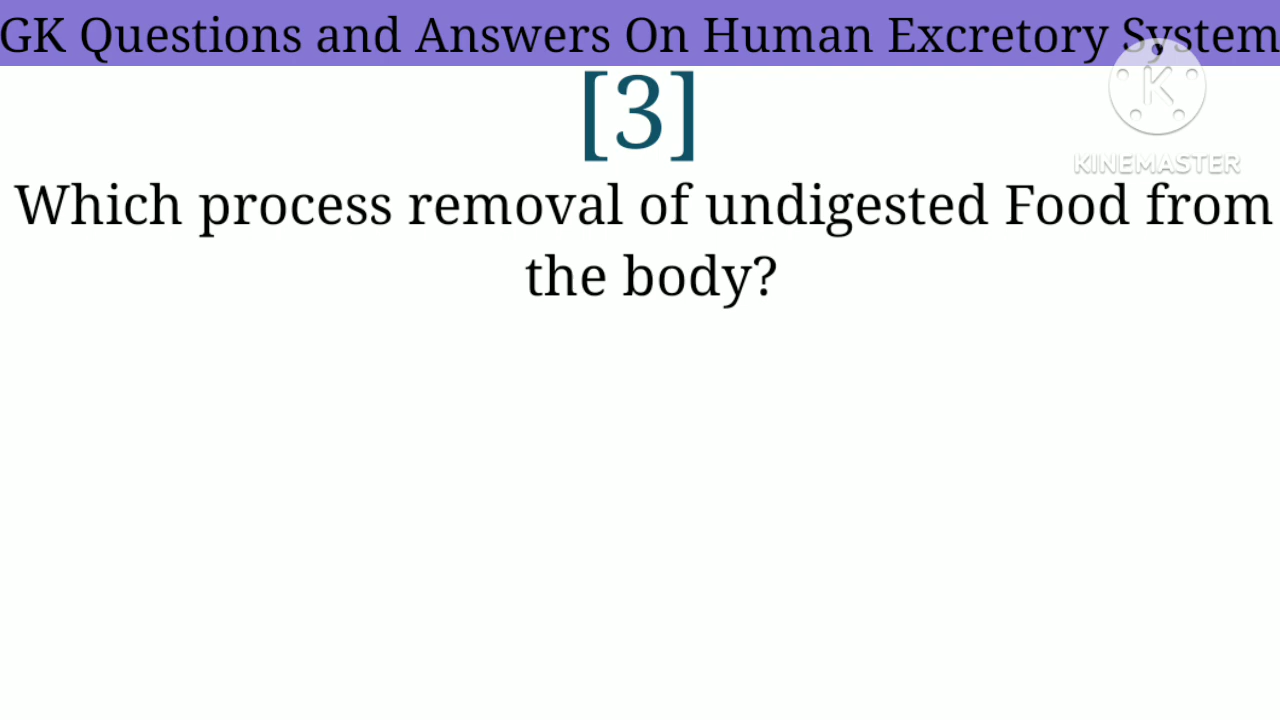 GK Questions and Answers On Human Excretory System
[3]
K
KINEMASTER
Which process removal of undigested Food from
the body?